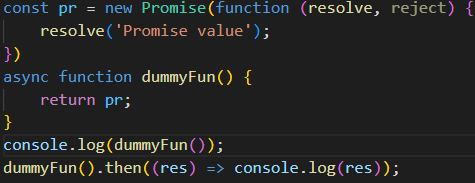 const pr = new Promise(function (resolve, reject) {
    resolve('Promise value');
})
async function dummyFun() {
    return pr;
}
console.log(dummyFun());
dummyFun().then((res) => console.log(res));